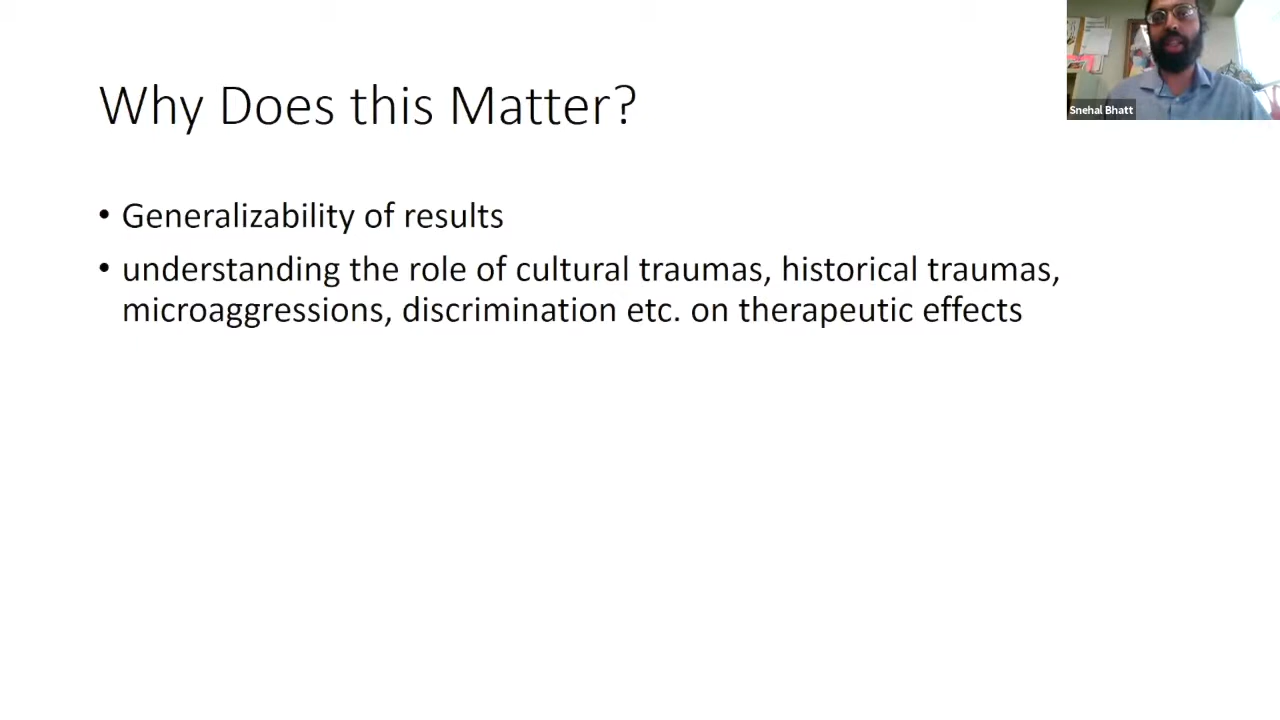 Snehal Bhatt
Why Does this Matter?
• Generalizability of results
• understanding the role of cultural traumas, historical traumas,
microaggressions, discrimination etc. on therapeutic effects